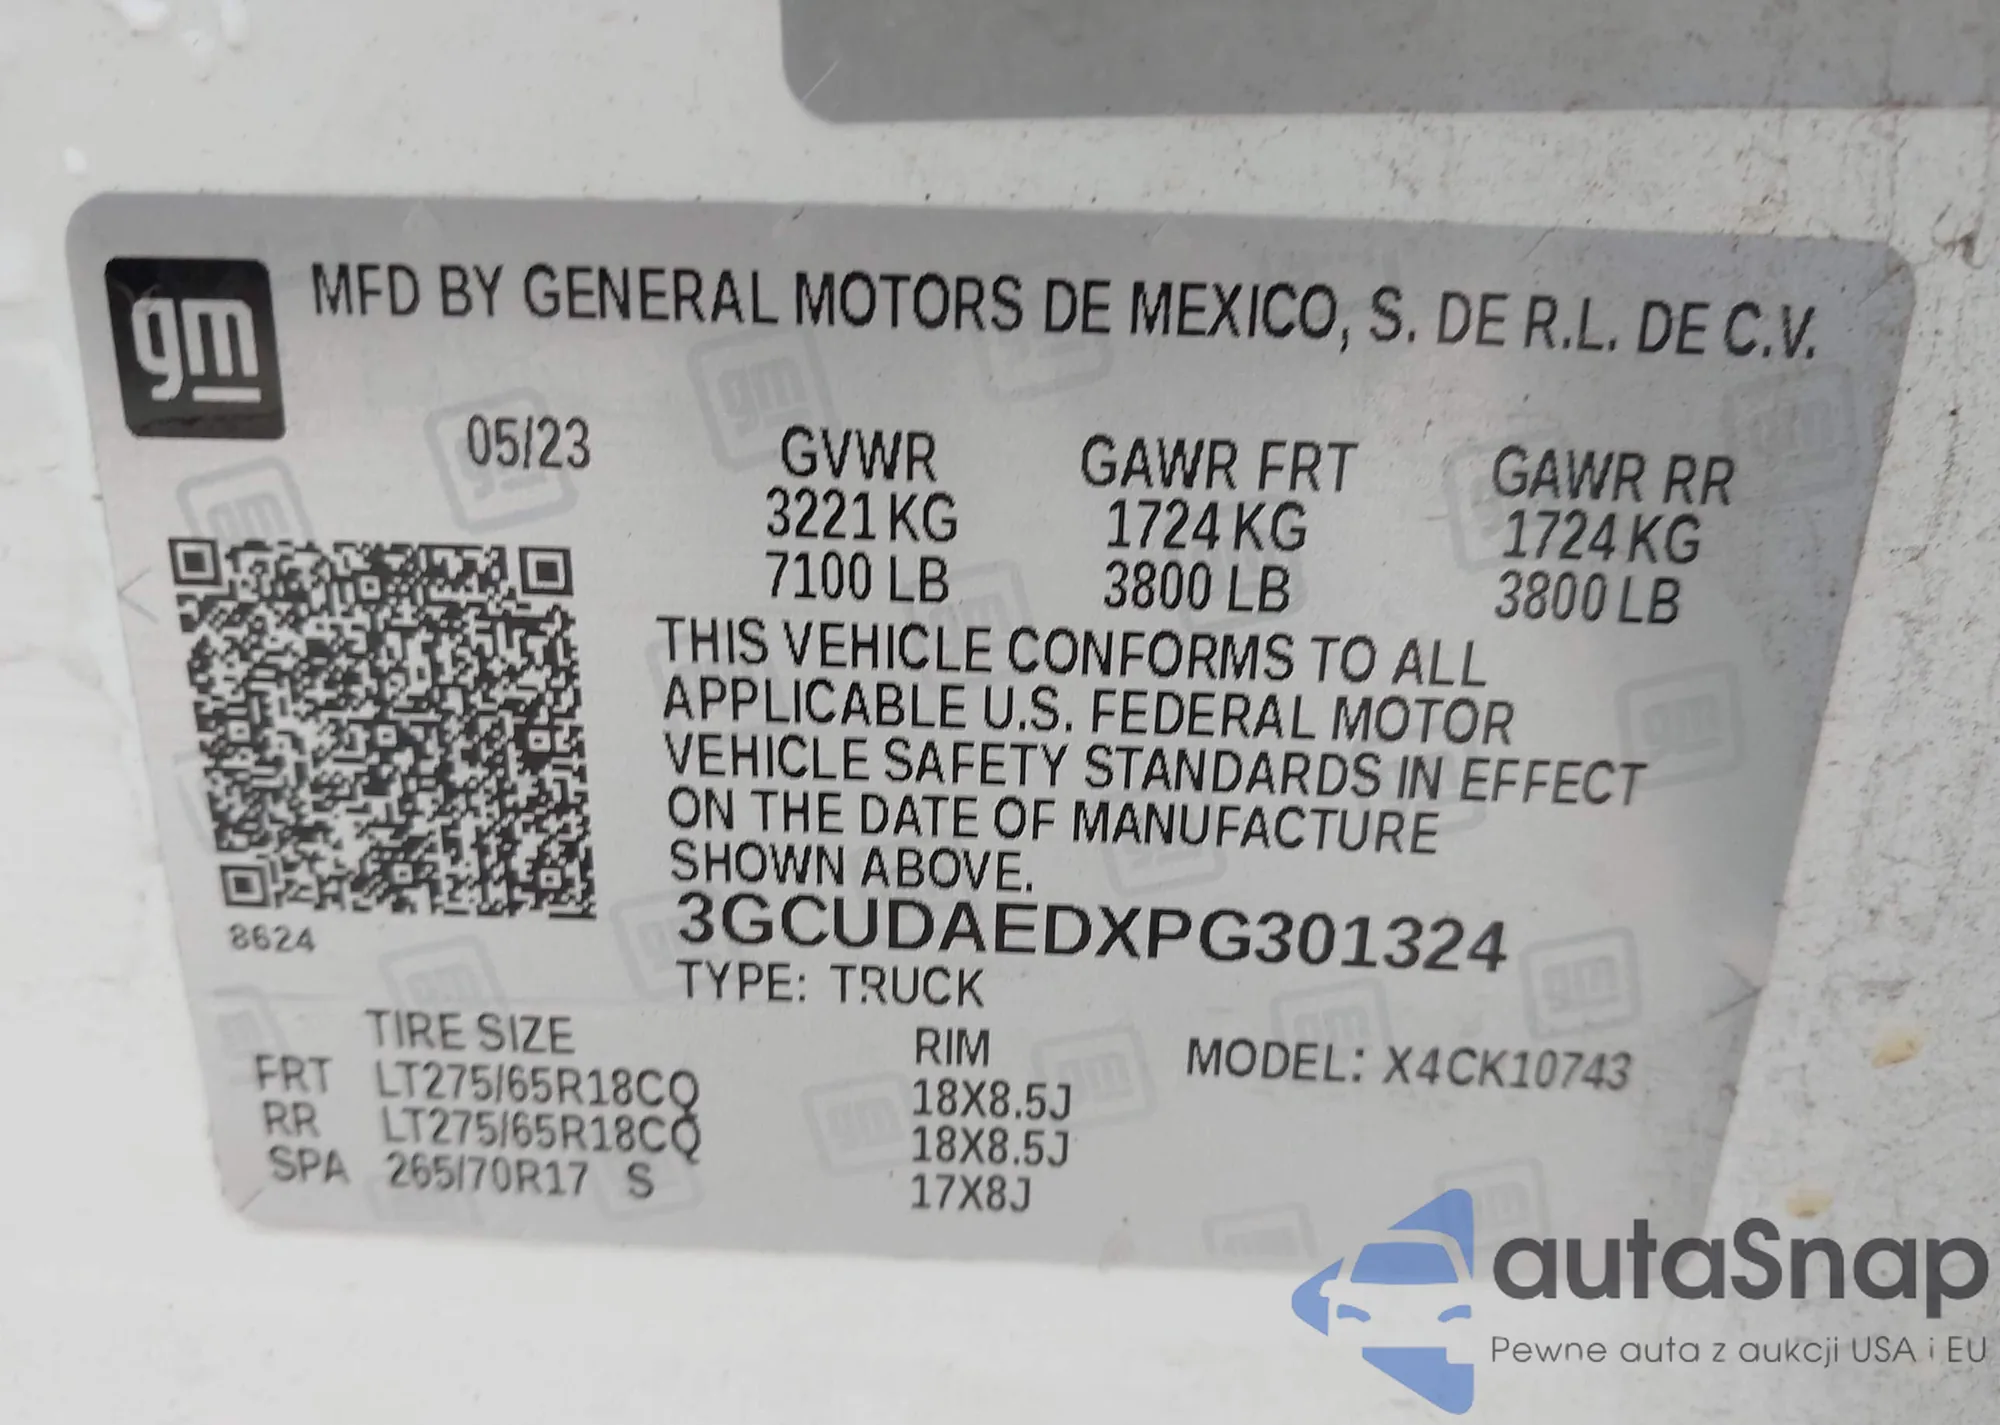 gm
MFD BY GENERAL MOTORS DE MEXICO, S. DE R.L. DE C.V.
05/23
GVWR GAWR FRT GAWR RR
3221 KG 1724 KG 1724 KG
7100 LB 3800 LB 3800 LB
THIS VEHICLE CONFORMS TO ALL
APPLICABLE U.S. FEDERAL MOTOR
VEHICLE SAFETY STANDARDS IN EFFECT
ON THE DATE OF MANUFACTURE
SHOWN ABOVE.
8624
3GCUDAEDXPG301324
TYPE: TRUCK
TIRE SIZE RIM MODEL: X4CK10743
FRT LT275/65R18CQ 18X8.5J
RR LT275/65R18CQ 18X8.5J
SPA 265/70R17 S 17X8J
autaSnap
Pewne auta z aukcji USA i EU